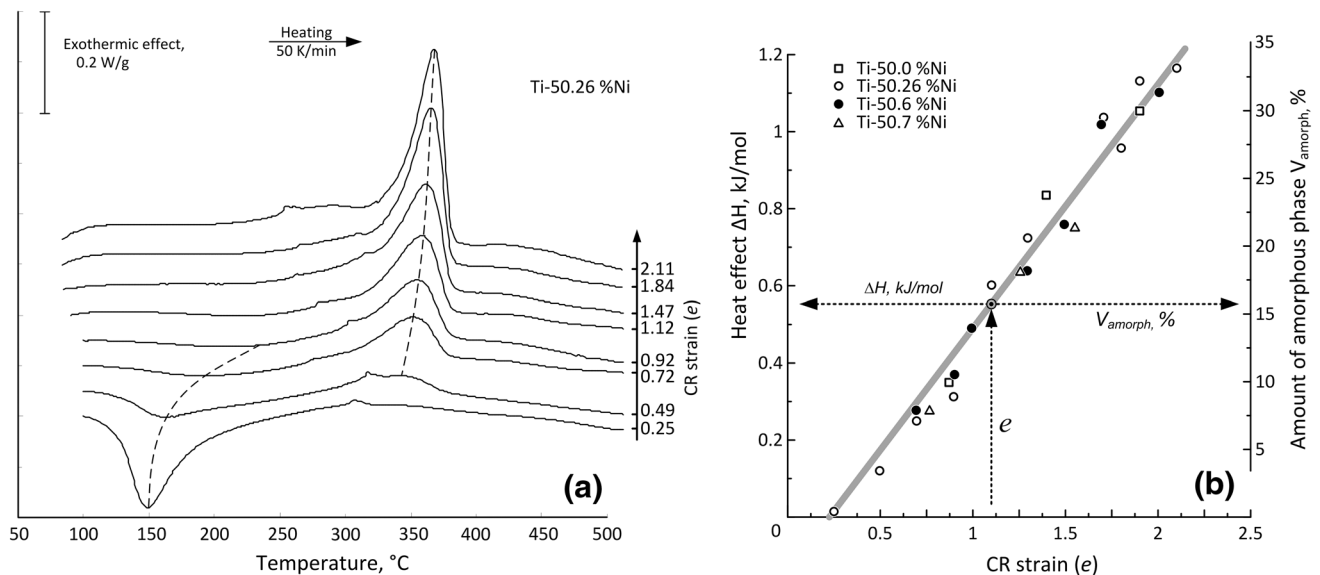 Exothermic effect,
0.2 W/g
Heating
50 K/min
Ti-50.26 %Ni
2.11
1.84
1.47
1.12
0.92
0.72
0.49
0.25
CR strain (e)
(a)
50 100 150 200 250 300 350 400 450 500
Temperature, °C
Heat effect ΔH, kJ/mol
1.2
1
0.8
0.6
0.4
0.2
0
Ti-50.0 %Ni
Ti-50.26 %Ni
Ti-50.6 %Ni
Ti-50.7 %Ni
ΔH, kJ/mol
Vamorph, %
e
(b)
35
30
25
20
15
10
5
Amount of amorphous phase Vamorph, %
0.5 1 1.5 2 2.5
CR strain (e)